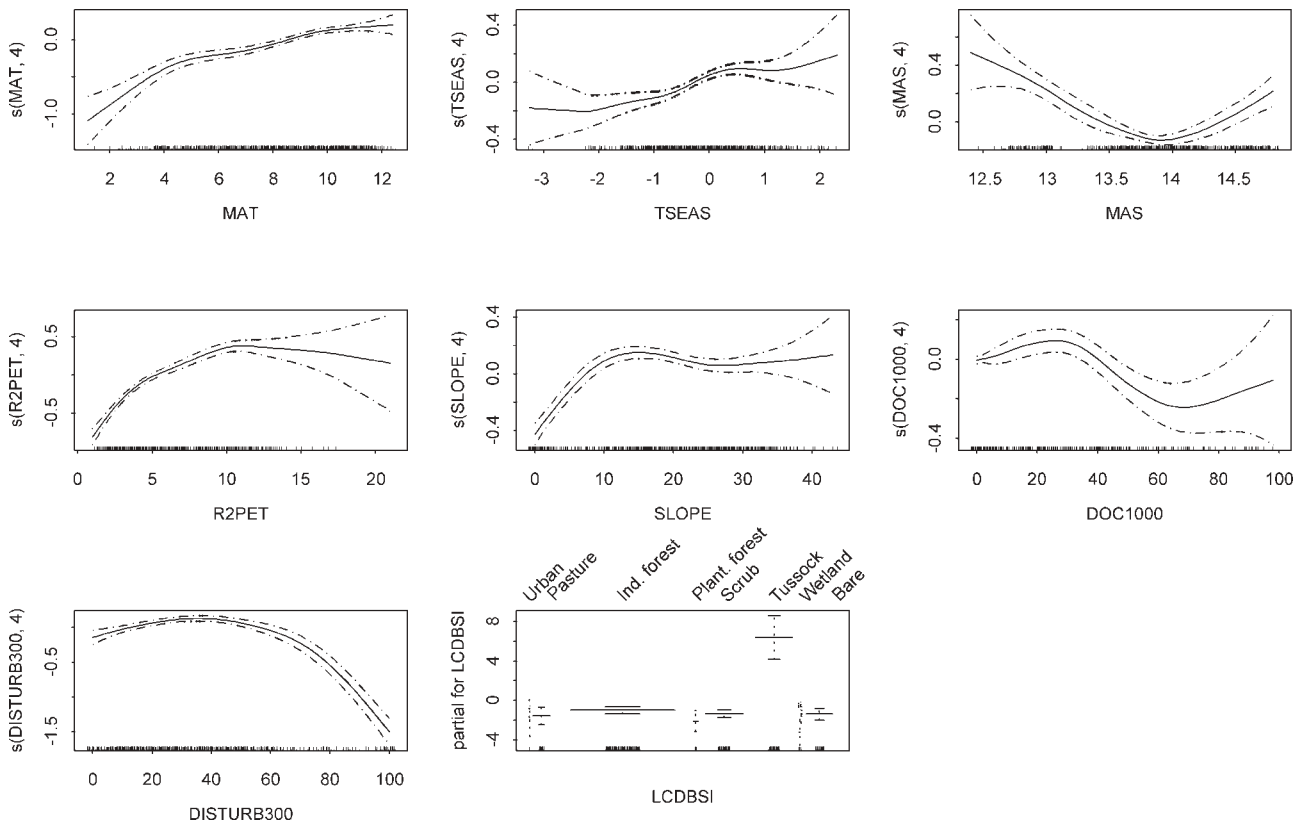 s(MAT, 4)
0.0
-1.0
2 4 6 8 10 12
MAT
s(TSEAS, 4)
0.4
0.0
-0.4
-3 -2 -1 0 1 2
TSEAS
s(MAS, 4)
0.4
0.0
12.5 13 13.5 14 14.5
MAS
s(R2PET, 4)
0.5
-0.5
0 5 10 15 20
R2PET
s(SLOPE, 4)
0.4
0.0
-0.4
0 10 20 30 40
SLOPE
s(DOC1000, 4)
0.0
-0.4
0 20 40 60 80 100
DOC1000
s(DISTURB300, 4)
-0.5
-1.5
0 20 40 60 80 100
DISTURB300
Urban
Pasture
Ind. forest
Plant. forest
Scrub
Tussock
Wetland
Bare
partial for LCDBSI
8
4
0
-4
LCDBSI